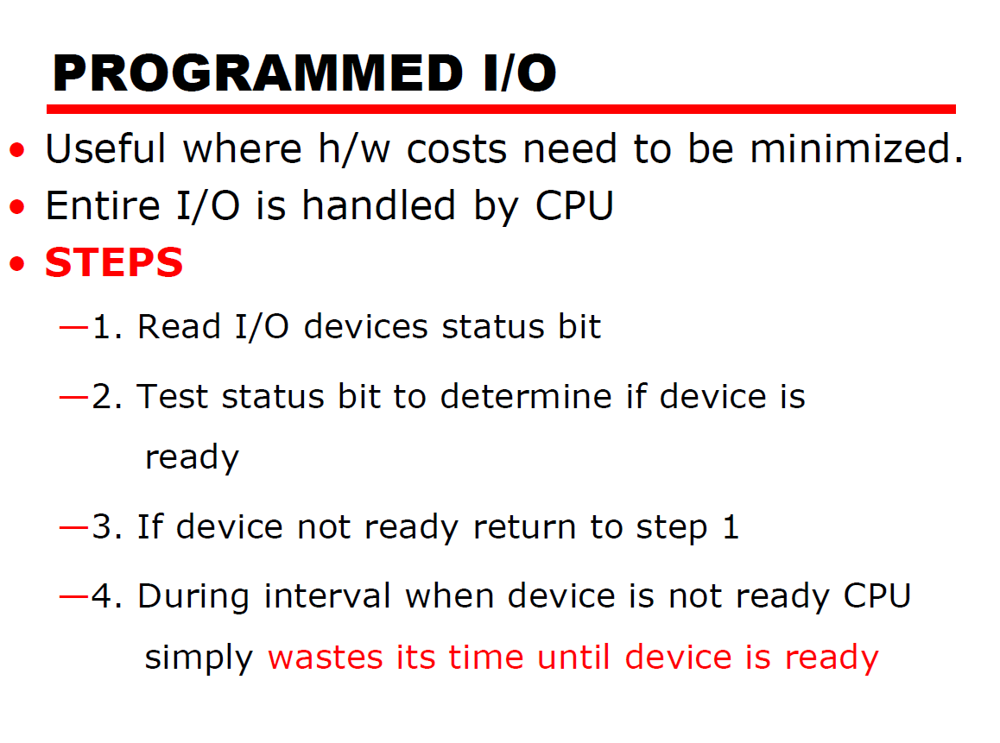 PROGRAMMED I/O
• Useful where h/w costs need to be minimized.
• Entire I/O is handled by CPU
• STEPS
—1. Read I/O devices status bit
—2. Test status bit to determine if device is
ready
—3. If device not ready return to step 1
—4. During interval when device is not ready CPU
simply wastes its time until device is ready